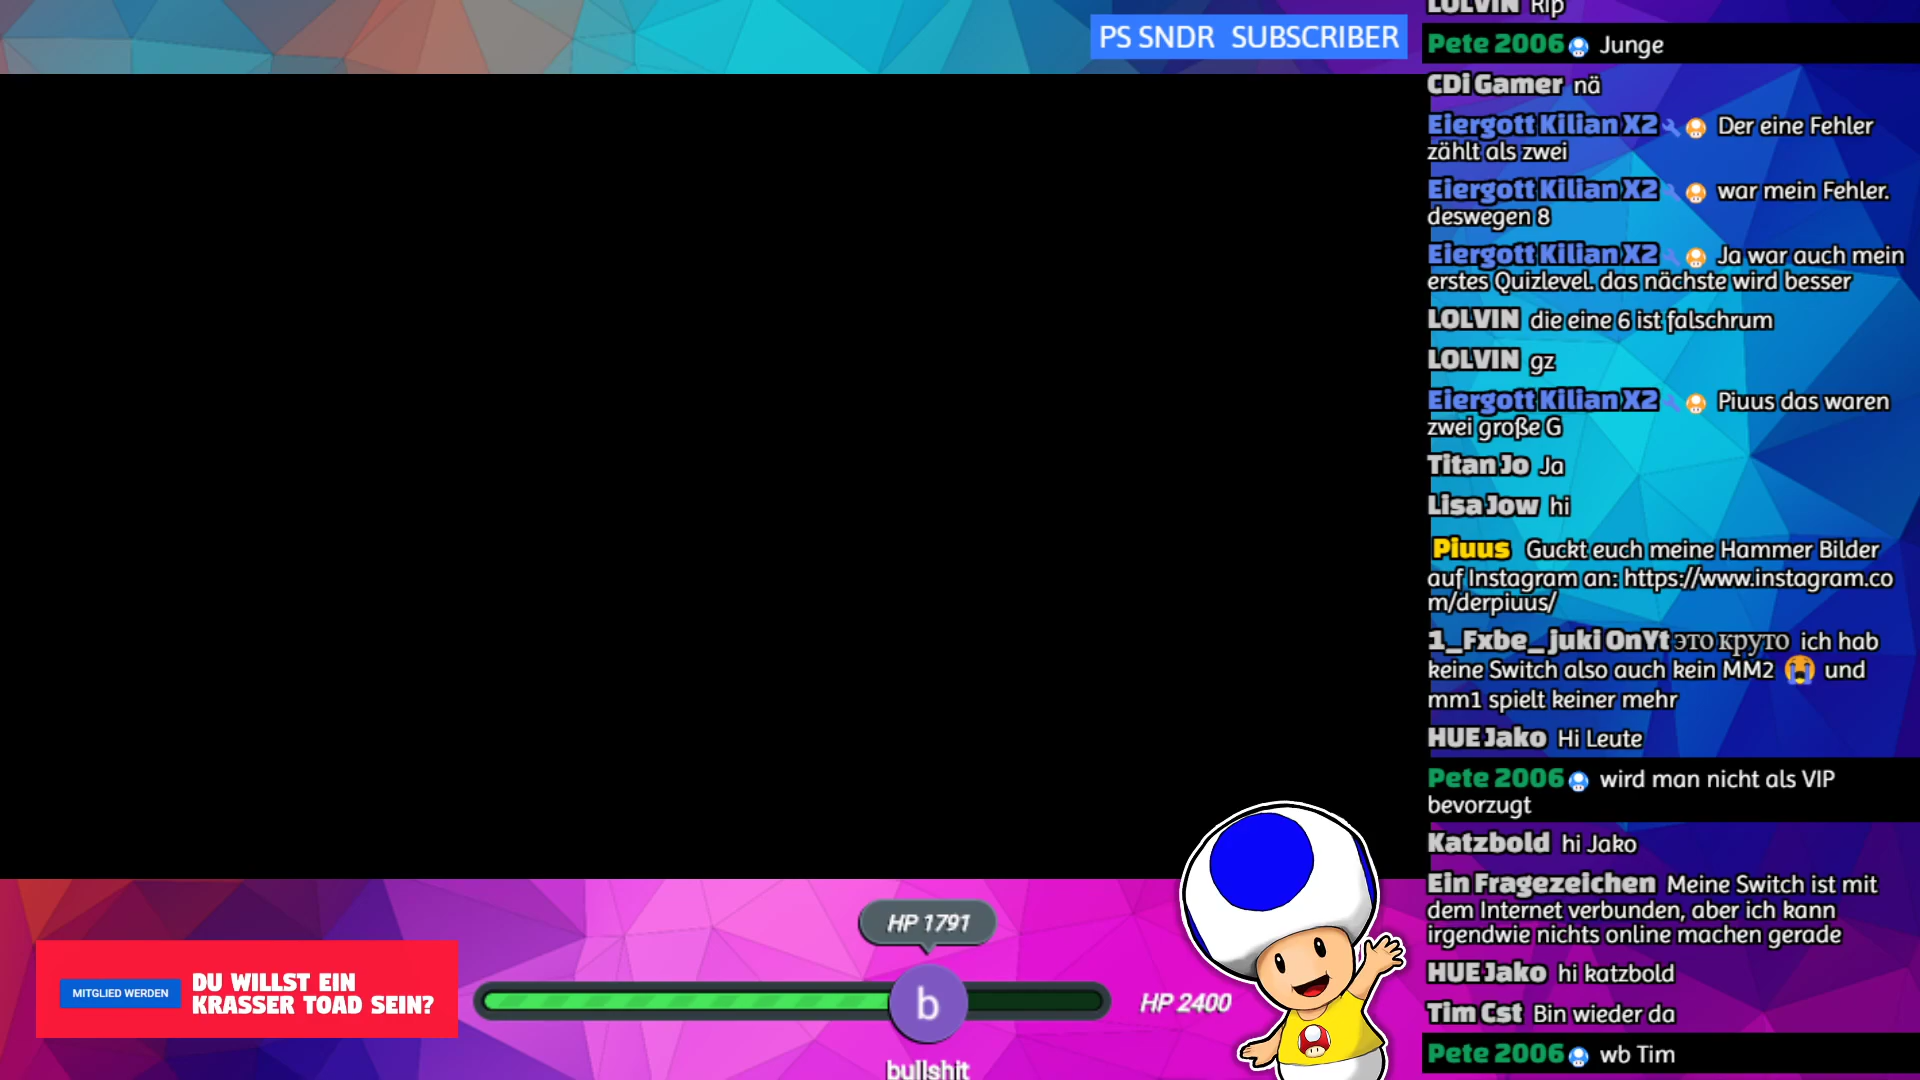 PS SNDR SUBSCRIBER
LOLVIN Rip
Pete 2006 Junge
CDi Gamer nä
Eiergott Kilian X2 Der eine Fehler
zählt als zwei
Eiergott Kilian X2 war mein Fehler.
deswegen 8
Eiergott Kilian X2 Ja war auch mein
erstes Quizlevel. das nächste wird besser
LOLVIN die eine 6 ist falschrum
LOLVIN gz
Eiergott Kilian X2 Piuus das waren
zwei große G
Titan Jo Ja
Lisa Jow hi
Piuus Guckt euch meine Hammer Bilder
auf Instagram an: https://www.instagram.co
m/derpiuus/
1_Fxbe_ juki OnYt это круто ich hab
keine Switch also auch kein MM2 😭 und
mm1 spielt keiner mehr
HUE Jako Hi Leute
Pete 2006 wird man nicht als VIP
bevorzugt
Katzbold hi Jako
Ein Fragezeichen Meine Switch ist mit
dem Internet verbunden, aber ich kann
irgendwie nichts online machen gerade
HUE Jako hi katzbold
Tim Cst Bin wieder da
Pete 2006 wb Tim
MITGLIED WERDEN
DU WILLST EIN
KRASSER TOAD SEIN?
HP 1791
b
HP 2400
bullshit